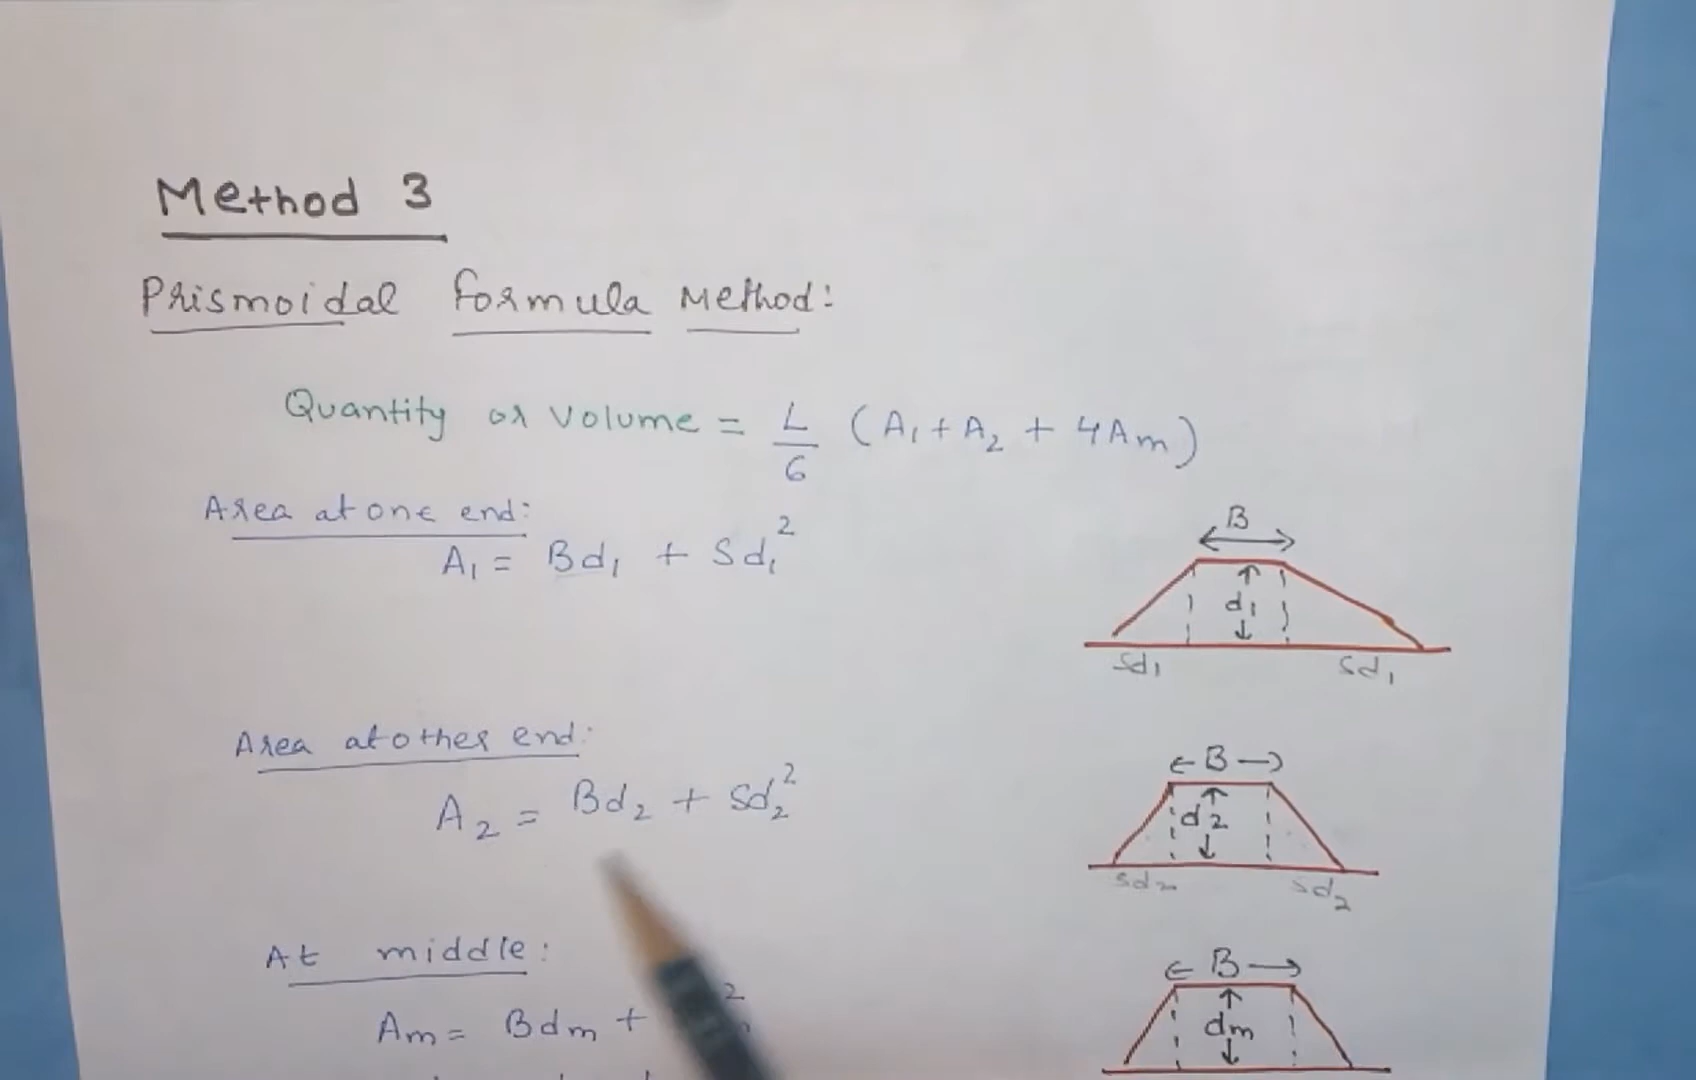 Method 3
Prismoidal formula Method:
Quantity or Volume = L/6 (A₁ + A₂ + 4Am)
Area at one end:
A₁ = Bd₁ + Sd₁²
B
d₁
Sd₁ Sd₁
Area at other end:
A₂ = Bd₂ + Sd₂²
B
d₂
Sd₂ Sd₂
At middle:
Am = Bdm + 2
B
dm